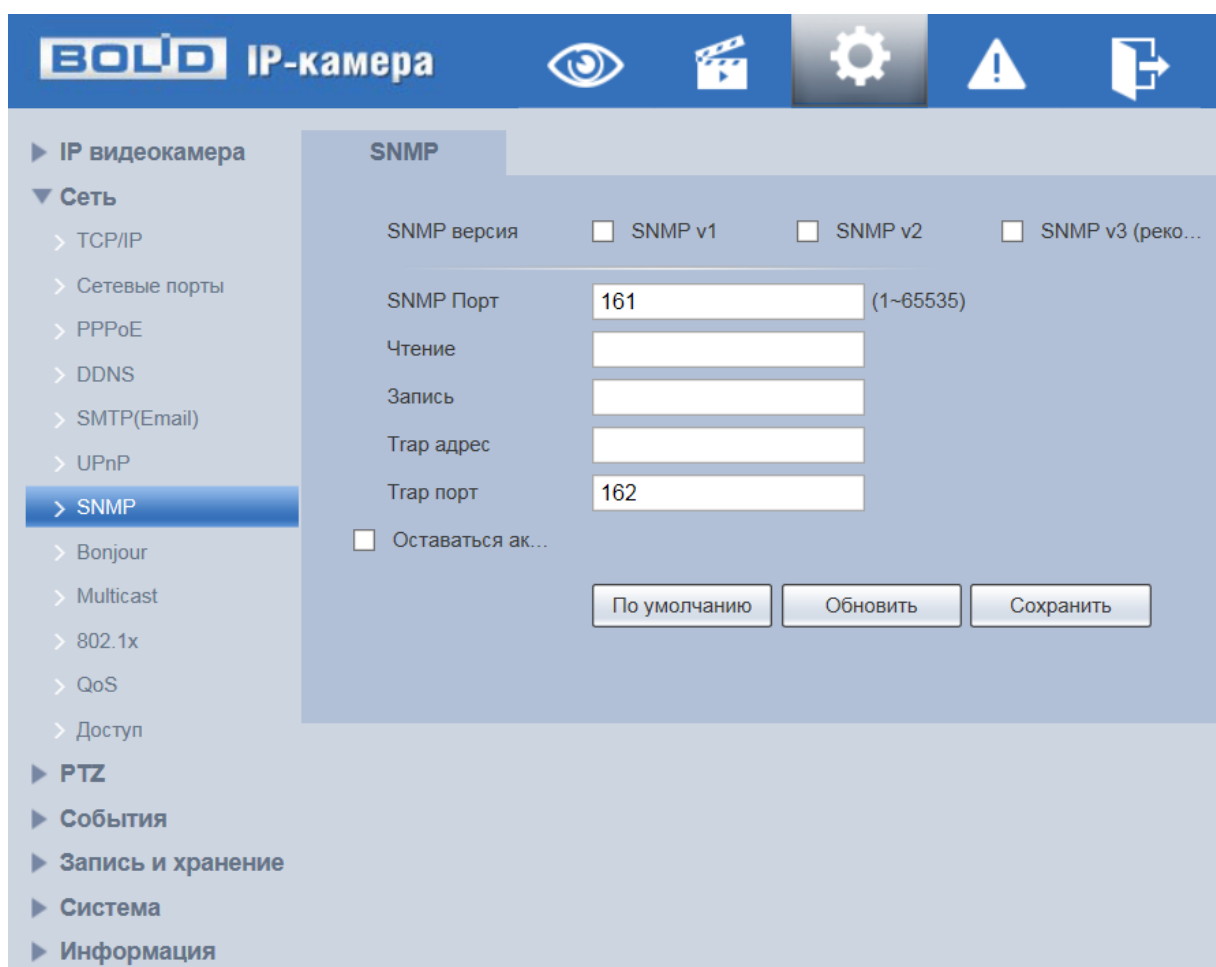 BOLID IP-камера
IP видеокамера
Сеть
TCP/IP
Сетевые порты
PPPoE
DDNS
SMTP(Email)
UPnP
SNMP
Bonjour
Multicast
802.1x
QoS
Доступ
PTZ
События
Запись и хранение
Система
Информация
SNMP
SNMP версия SNMP v1 SNMP v2 SNMP v3 (реко...
SNMP Порт 161 (1~65535)
Чтение
Запись
Trap адрес
Trap порт 162
Оставаться ак...
По умолчанию Обновить Сохранить